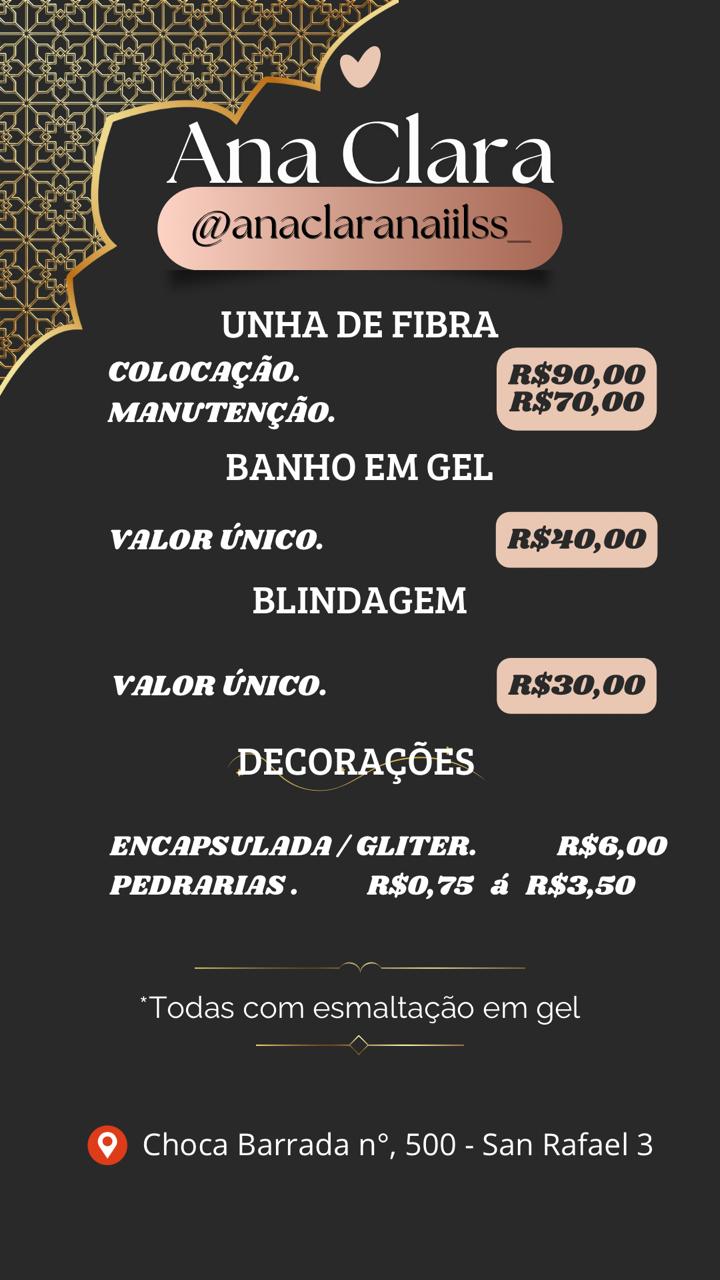 Ana Clara
@anaclaranaiilss_
UNHA DE FIBRA
COLOCAÇÃO. R$90,00
MANUTENÇÃO. R$70,00
BANHO EM GEL
VALOR ÚNICO. R$40,00
BLINDAGEM
VALOR ÚNICO. R$30,00
DECORAÇÕES
ENCAPSULADA / GLITER. R$6,00
PEDRARIAS . R$0,75 á R$3,50
*Todas com esmaltação em gel
Choca Barrada n°, 500 - San Rafael 3